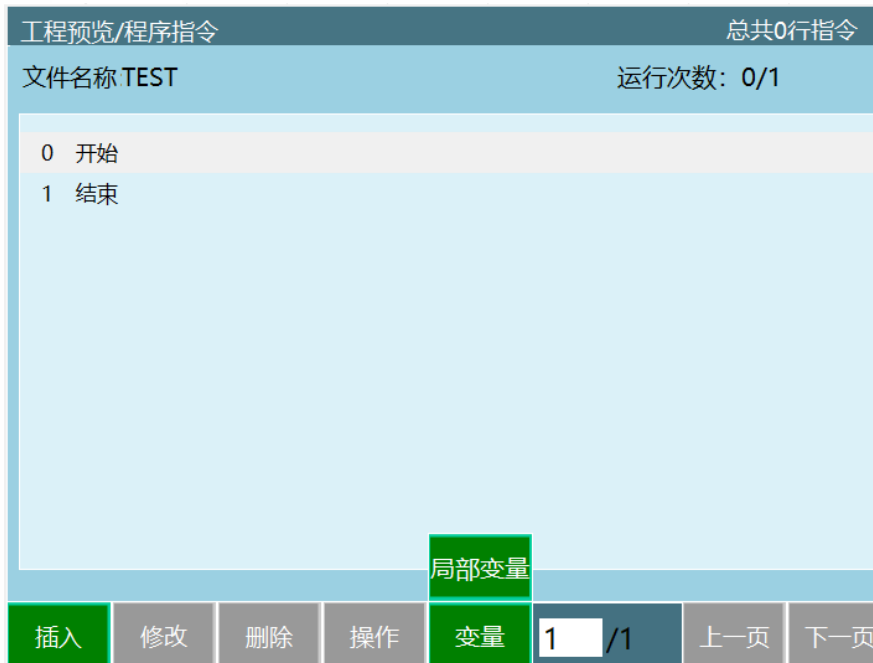 工程预览/程序指令 总共0行指令
文件名称:TEST 运行次数：0/1
0 开始
1 结束
局部变量
插入 修改 删除 操作 变量 1 /1 上一页 下一页